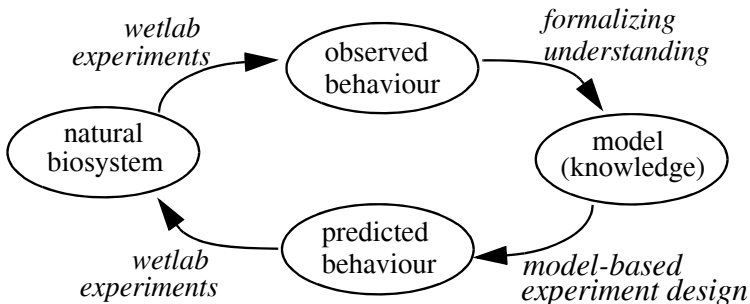 wetlab
experiments
observed
behaviour
formalizing
understanding
natural
biosystem
model
(knowledge)
predicted
behaviour
wetlab
experiments
model-based
experiment design